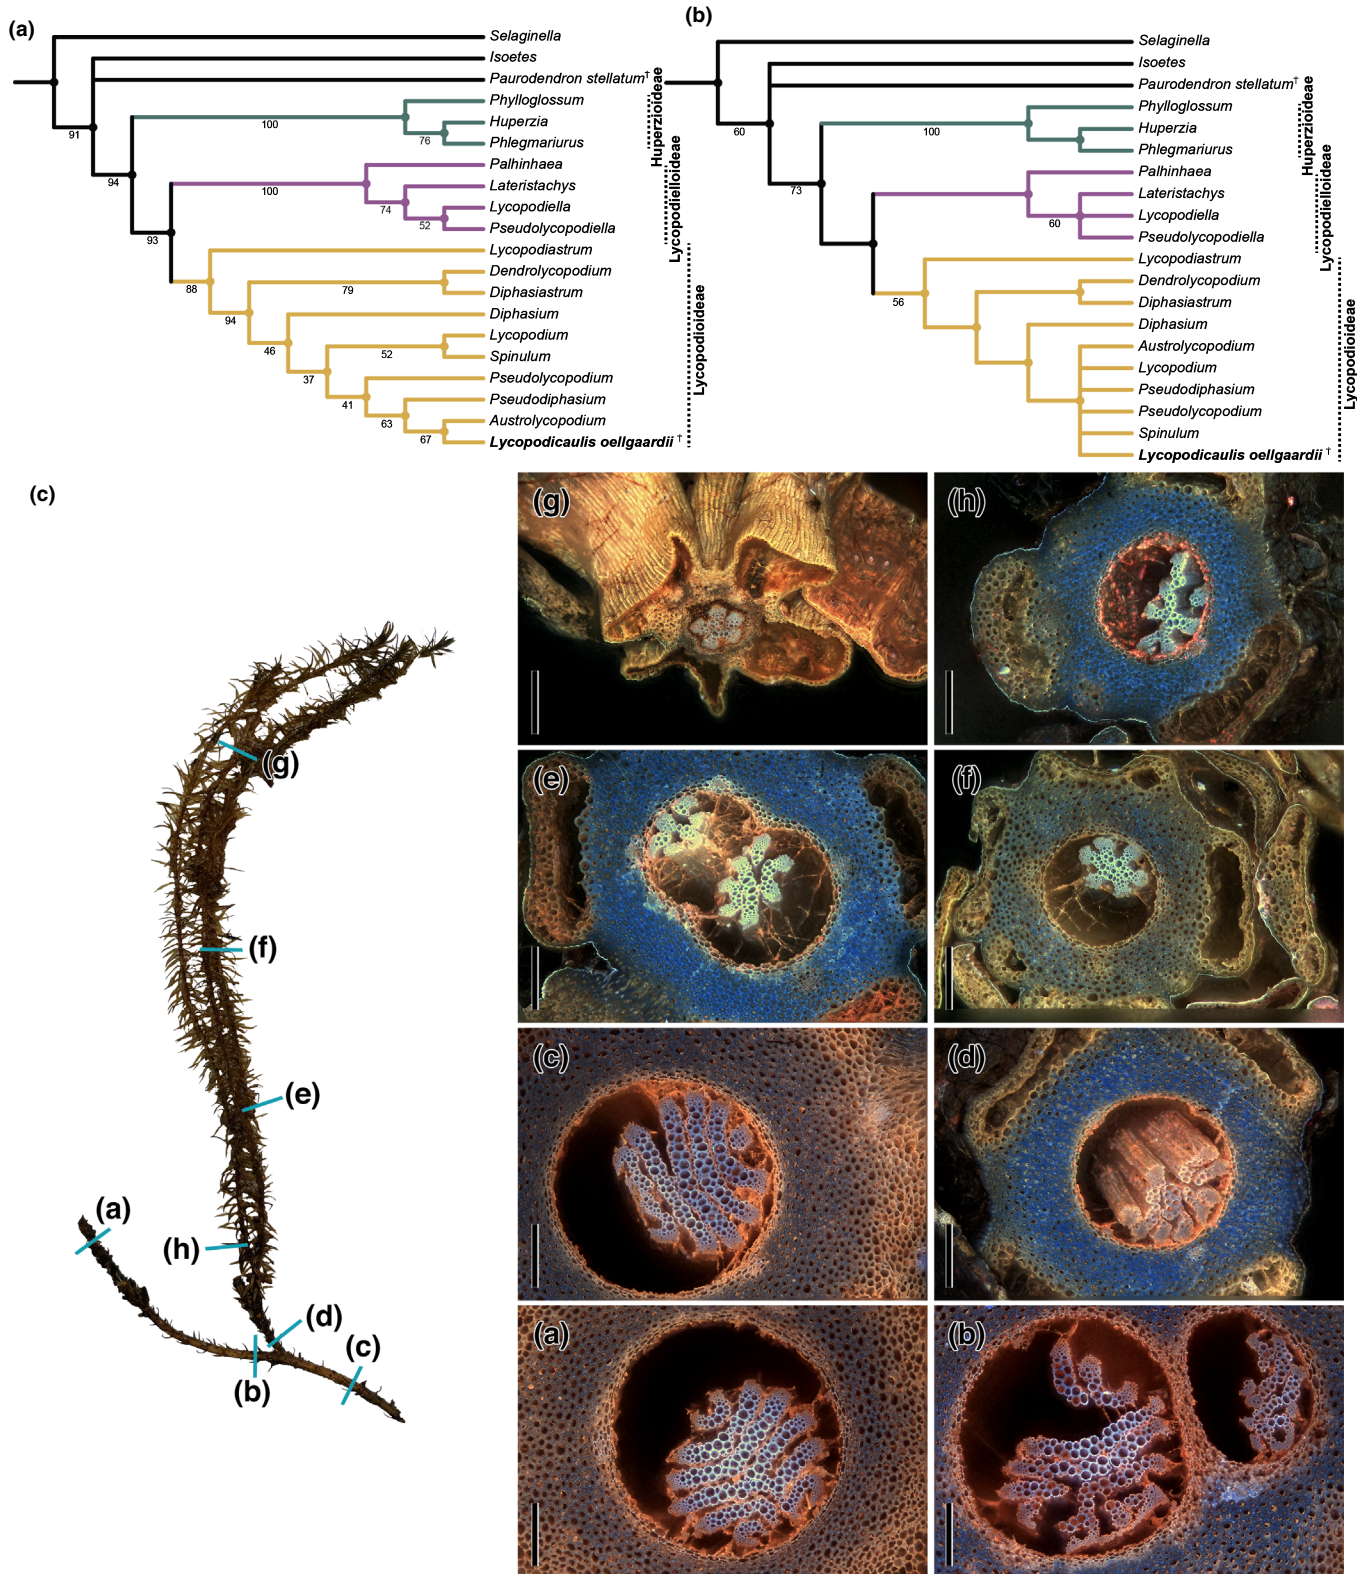 (a)
Selaginella
Isoetes
Paurodendron stellatum†
Phylloglossum
Huperzia
Phlegmariurus
Palhinhaea
Lateristachys
Lycopodiella
Pseudolycopodiella
Lycopodiastrum
Dendrolycopodium
Diphasiastrum
Diphasium
Lycopodium
Spinulum
Pseudolycopodium
Pseudodiphasium
Austrolycopodium
Lycopodicaulis oellgaardii †
91
94
100
76
93
100
74
52
88
94
79
46
37
52
41
63
67
Huperzioideae
Lycopodielloideae
Lycopodioideae
(b)
Selaginella
Isoetes
Paurodendron stellatum†
Phylloglossum
Huperzia
Phlegmariurus
Palhinhaea
Lateristachys
Lycopodiella
Pseudolycopodiella
Lycopodiastrum
Dendrolycopodium
Diphasiastrum
Diphasium
Austrolycopodium
Lycopodium
Pseudodiphasium
Pseudolycopodium
Spinulum
Lycopodicaulis oellgaardii †
60
73
100
60
56
Huperzioideae
Lycopodielloideae
Lycopodioideae
(c)
(g)
(f)
(e)
(a)
(h)
(d)
(c)
(b)
(g)
(h)
(e)
(f)
(c)
(d)
(a)
(b)